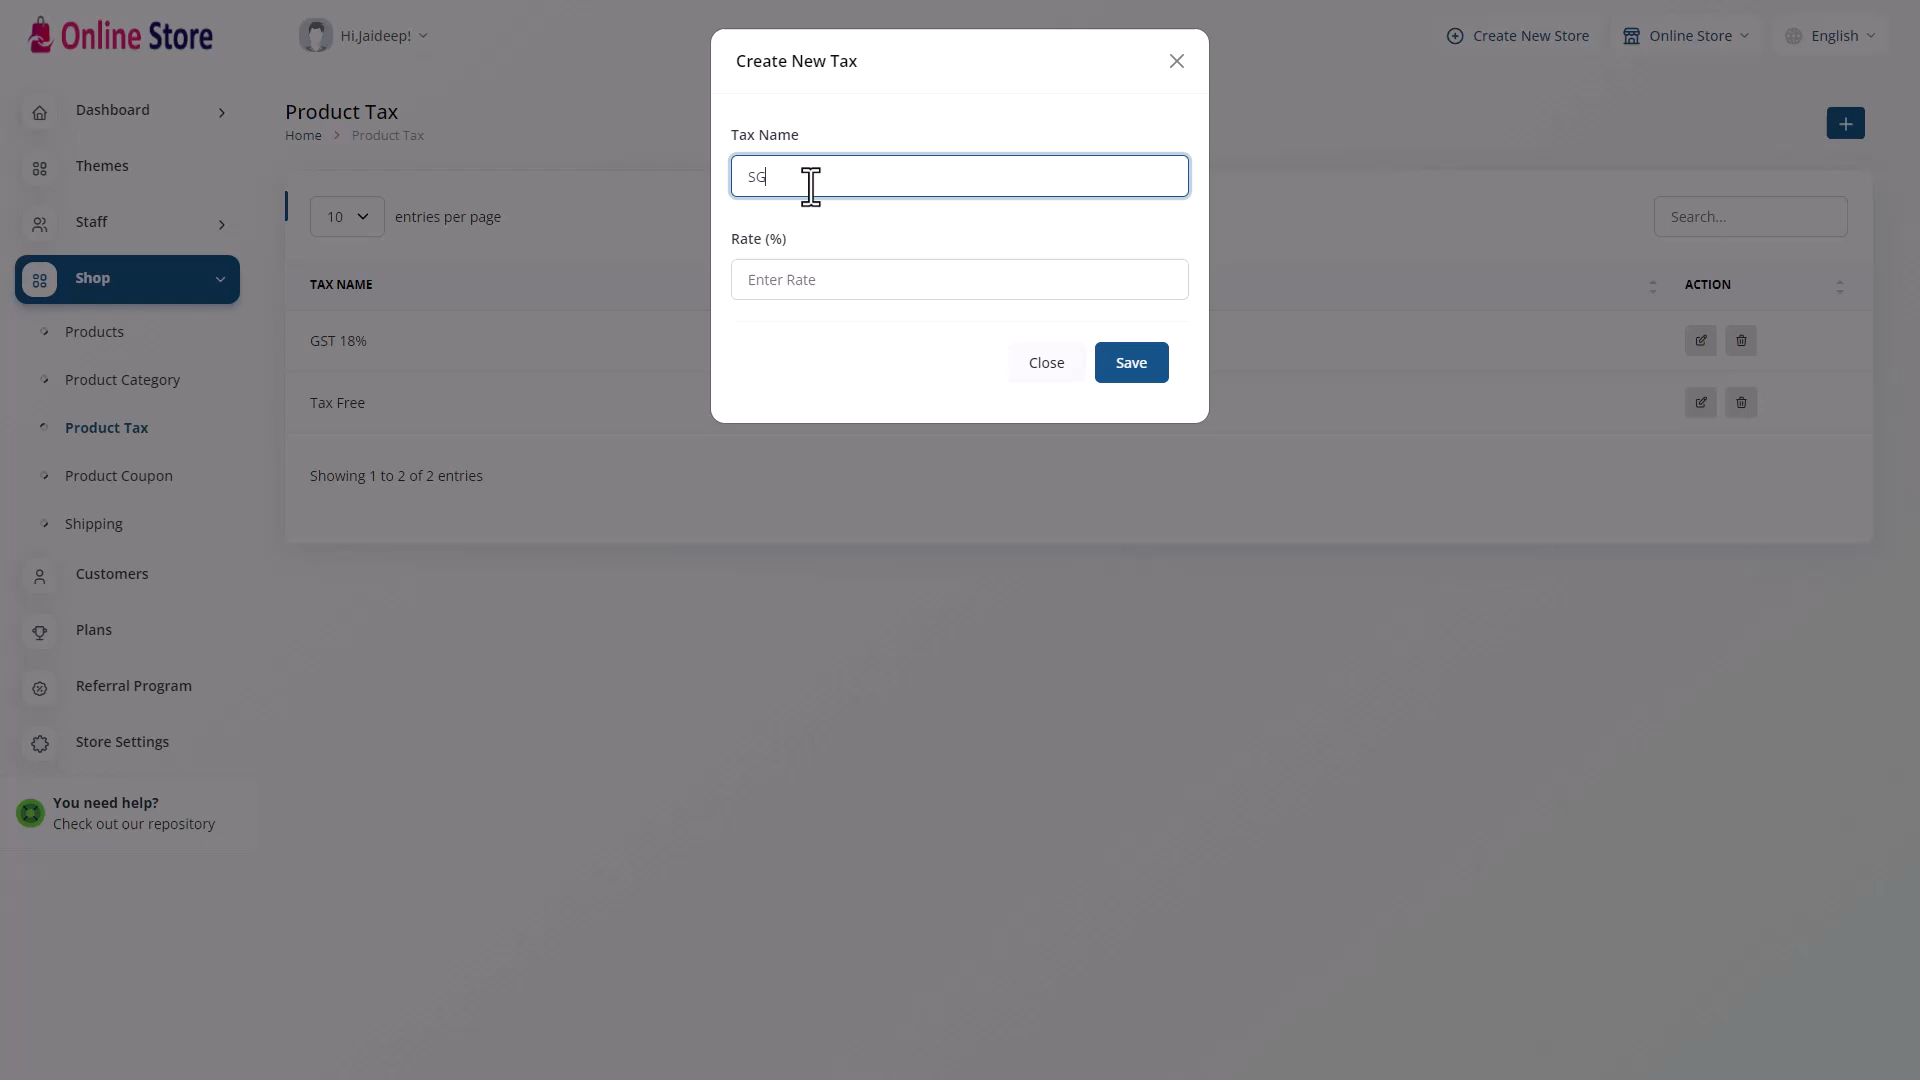 Online Store
Hi,Jaideep!
Create New Store
Online Store
English
Dashboard
Themes
Staff
Shop
Products
Product Category
Product Tax
Product Coupon
Shipping
Customers
Plans
Referral Program
Store Settings
You need help?
Check out our repository
Product Tax
Home > Product Tax
+
10 entries per page
Search...
TAX NAME
ACTION
GST 18%
Tax Free
Showing 1 to 2 of 2 entries
Create New Tax
Tax Name
SG
Rate (%)
Enter Rate
Close
Save